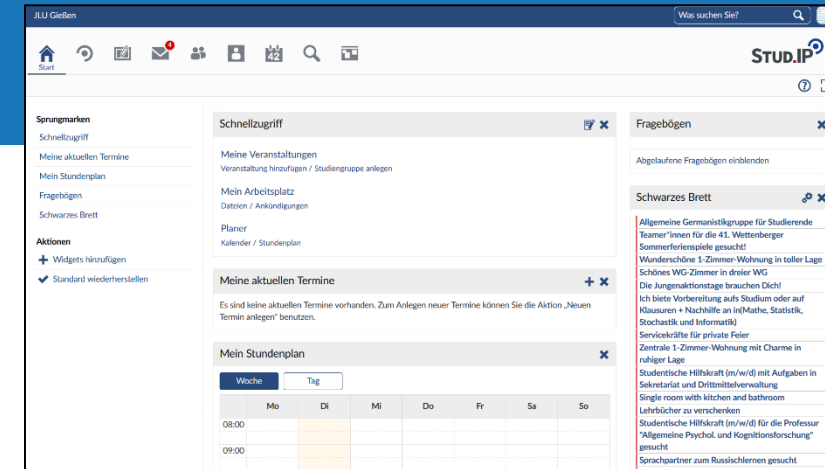 JLU Gießen
Was suchen Sie?
4
42
Start
STUD.IP
Sprungmarken
Schnellzugriff
Meine aktuellen Termine
Mein Stundenplan
Fragebögen
Schwarzes Brett
Aktionen
Widgets hinzufügen
Standard wiederherstellen
Schnellzugriff
Meine Veranstaltungen
Veranstaltung hinzufügen / Studiengruppe anlegen
Mein Arbeitsplatz
Dateien / Ankündigungen
Planer
Kalender / Stundenplan
Meine aktuellen Termine
Es sind keine aktuellen Termine vorhanden. Zum Anlegen neuer Termine können Sie die Aktion „Neuen
Termin anlegen" benutzen.
Mein Stundenplan
Woche Tag
Mo Di Mi Do Fr Sa So
08:00
09:00
Fragebögen
Abgelaufene Fragebögen einblenden
Schwarzes Brett
Allgemeine Germanistikgruppe für Studierende
Teamer*innen für die 41. Wettenberger
Sommerferienspiele gesucht!
Wunderschöne 1-Zimmer-Wohnung in toller Lage
Schönes WG-Zimmer in dreier WG
Die Jungenaktionstage brauchen Dich!
Ich biete Vorbereitung aufs Studium oder auf
Klausuren + Nachhilfe an in(Mathe, Statistik,
Stochastik und Informatik)
Servicekräfte für private Feier
Zentrale 1-Zimmer-Wohnung mit Charme in
ruhiger Lage
Studentische Hilfskraft (m/w/d) mit Aufgaben in
Sekretariat und Drittmittelverwaltung
Single room with kitchen and bathroom
Lehrbücher zu verschenken
Studentische Hilfskraft (m/w/d) für die Professur
"Allgemeine Psychol. und Kognitionsforschung"
gesucht
Sprachpartner zum Russischlernen gesucht